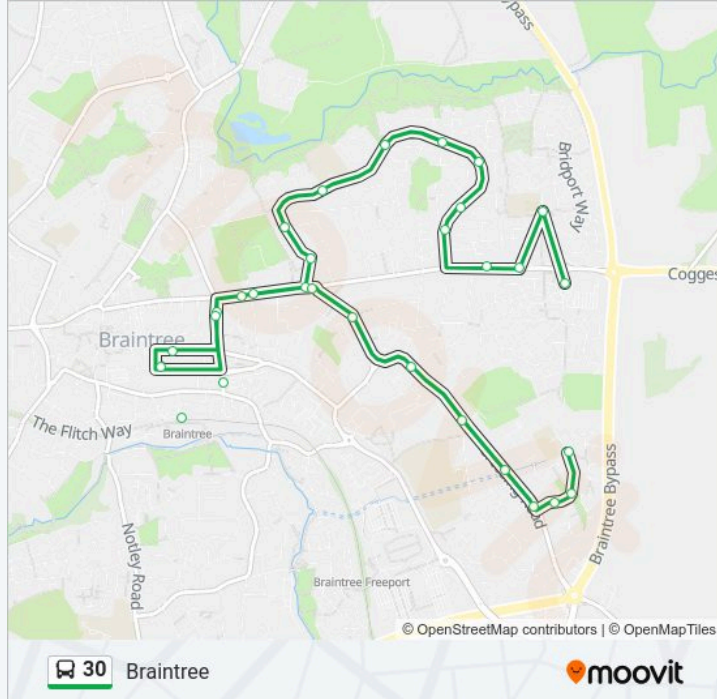 ypass
Bridport Way
Cogges
Braintree
The Flitch Way
Braintree
Notley Road
Braintree Freeport
Braintree Bypass
© OpenStreetMap contributors | © OpenMapTiles
30 Braintree
moovit